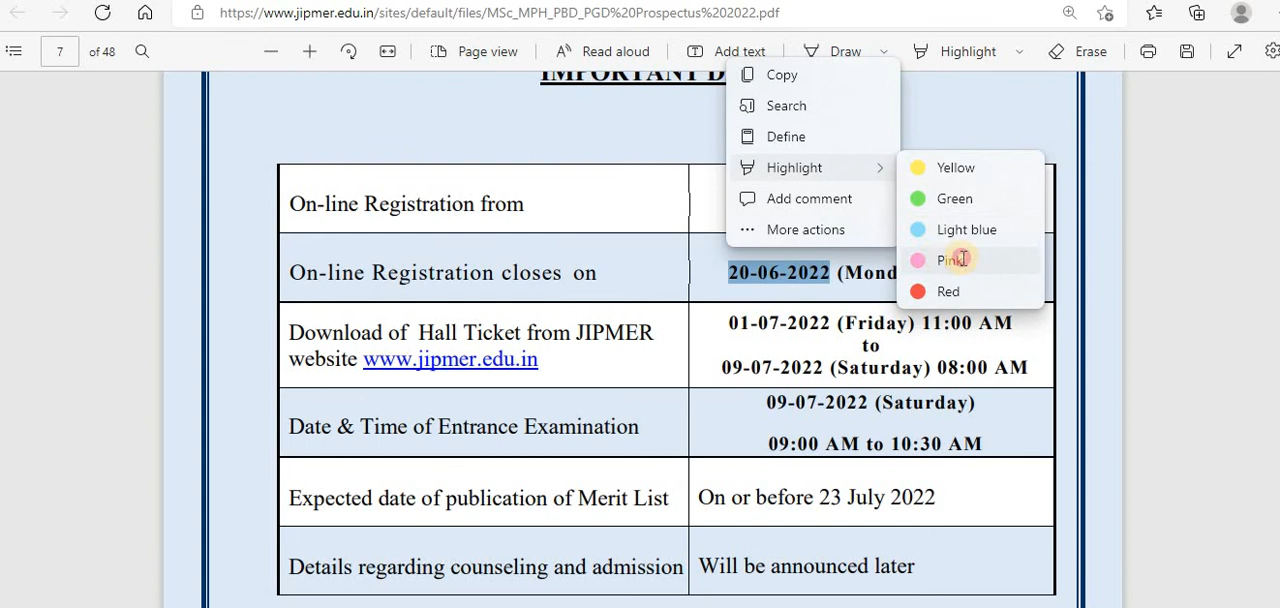 https://www.jipmer.edu.in/sites/default/files/MSc_MPH_PBD_PGD%20Prospectus%202022.pdf
7 of 48 Page view Read aloud Add text Draw Highlight Erase
IMPORTANT D
Copy
Search
Define
Highlight
Add comment
More actions
Yellow
Green
Light blue
Pink
Red
On-line Registration from
On-line Registration closes on
20-06-2022 (Mond
Download of Hall Ticket from JIPMER
website www.jipmer.edu.in
01-07-2022 (Friday) 11:00 AM
to
09-07-2022 (Saturday) 08:00 AM
Date & Time of Entrance Examination
09-07-2022 (Saturday)
09:00 AM to 10:30 AM
Expected date of publication of Merit List
On or before 23 July 2022
Details regarding counseling and admission
Will be announced later